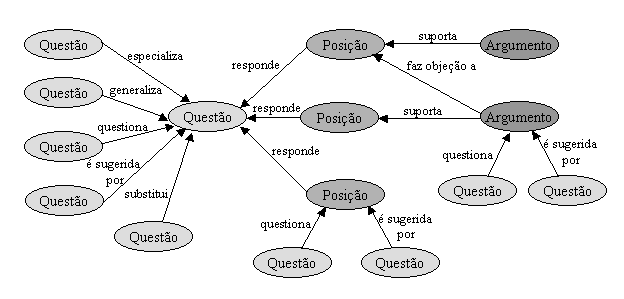 Questão
especializa
Posição
suporta
Argumento
responde
faz objeção a
Questão
generaliza
Questão
responde
Posição
suporta
Argumento
questiona
Questão
é sugerida
por
responde
questiona
é sugerida
por
Questão
substitui
Posição
Questão
Questão
Questão
questiona
é sugerida
por
Questão
Questão